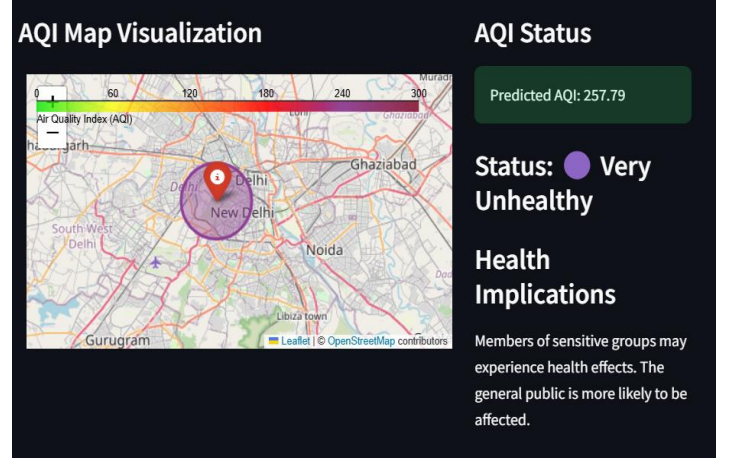 AQI Map Visualization
0 60 120 180 240 300
+
Air Quality Index (AQI)
−
Ghaziabad
Delhi
Delhi
New Delhi
South West
Delhi
Noida
Libiza town
Gurugram
Leaflet | © OpenStreetMap contributors
AQI Status
Predicted AQI: 257.79
Status: Very
Unhealthy
Health
Implications
Members of sensitive groups may
experience health effects. The
general public is more likely to be
affected.